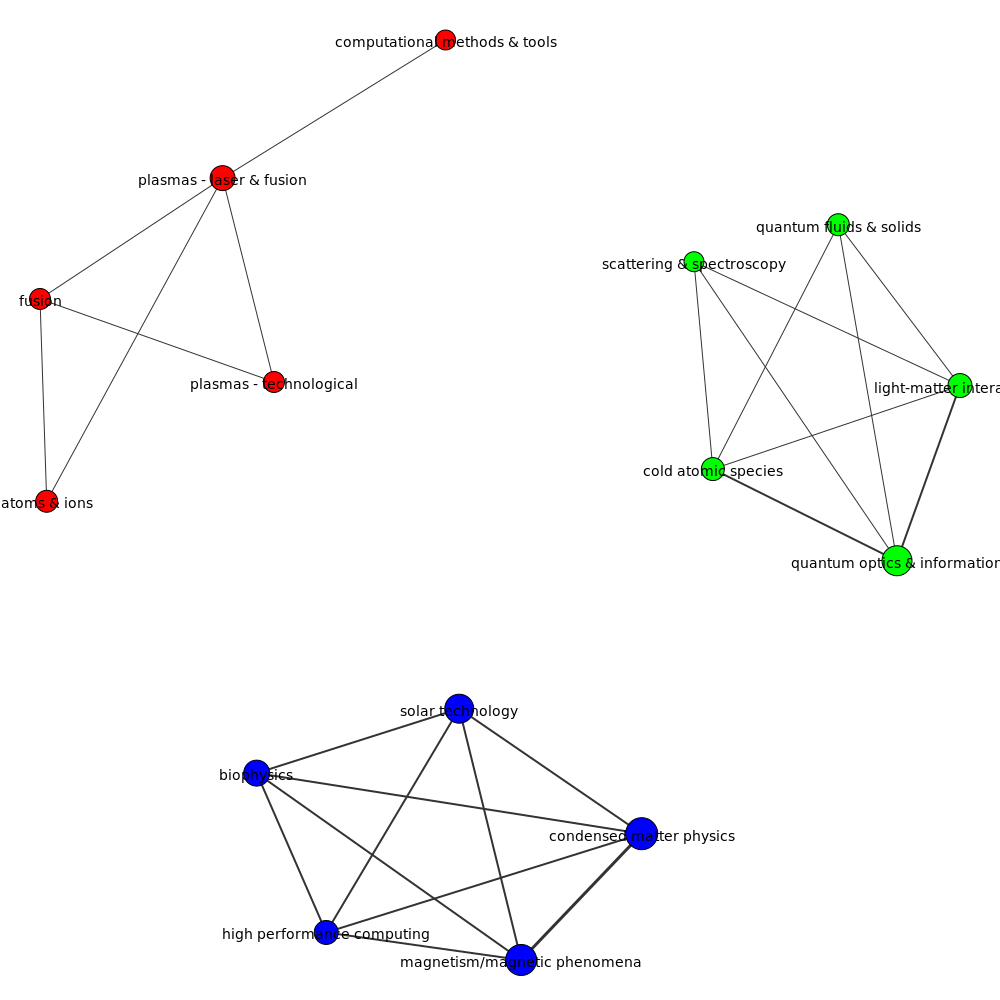 computational methods & tools
plasmas - laser & fusion
quantum fluids & solids
scattering & spectroscopy
fusion
plasmas - technological
light-matter intera
cold atomic species
atoms & ions
quantum optics & information
solar technology
biophysics
condensed matter physics
high performance computing
magnetism/magnetic phenomena